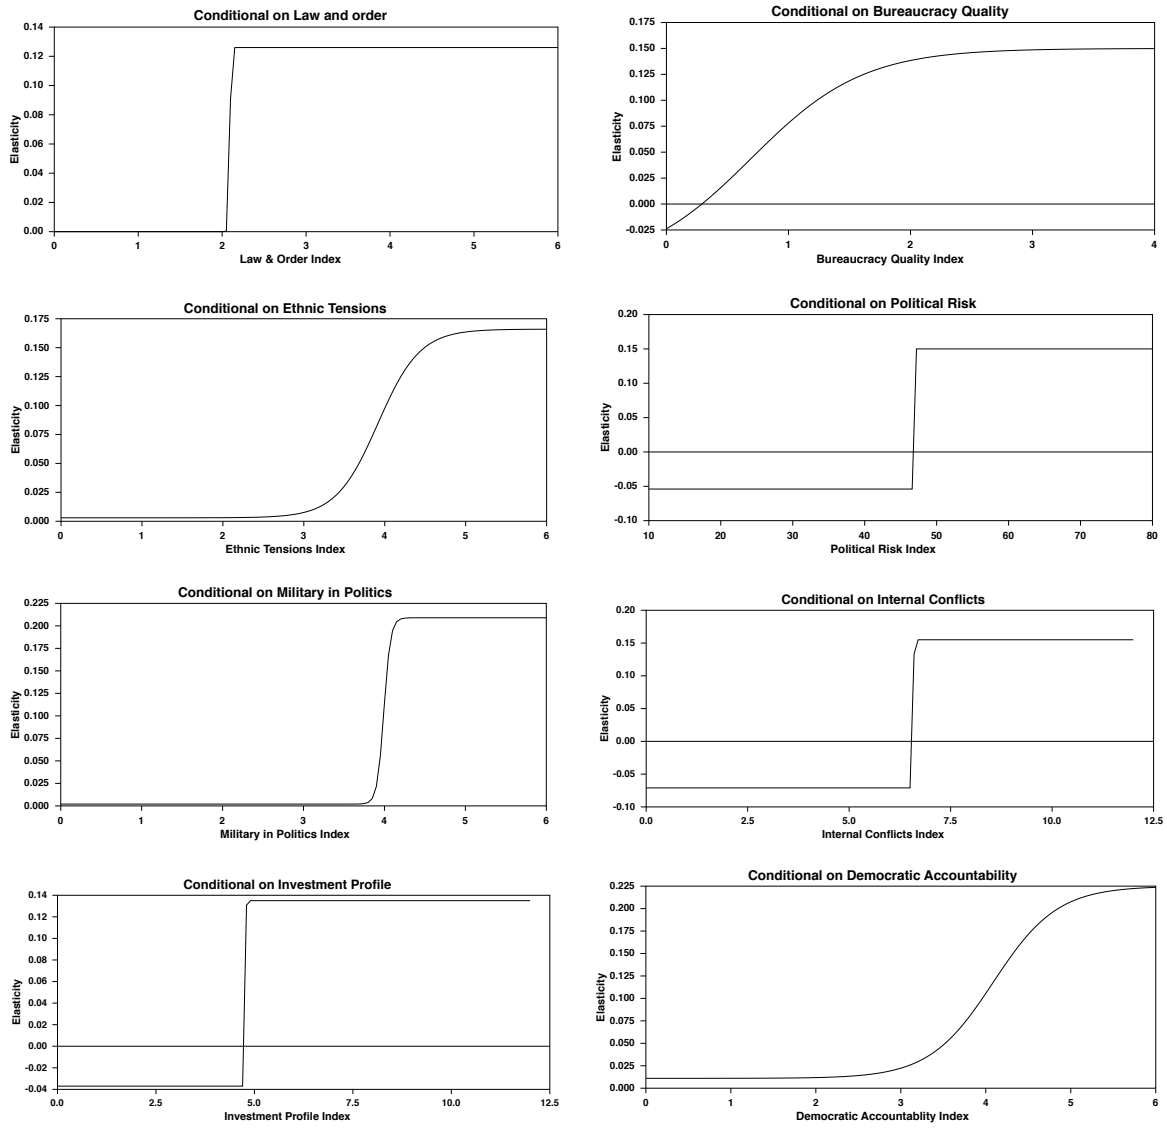 Conditional on Law and order
0.14
0.12
0.10
0.08
0.06
0.04
0.02
0.00
Elasticity
0 1 2 3 4 5 6
Law & Order Index
Conditional on Bureaucracy Quality
0.175
0.150
0.125
0.100
0.075
0.050
0.025
0.000
-0.025
Elasticity
0 1 2 3 4
Bureaucracy Quality Index
Conditional on Ethnic Tensions
0.175
0.150
0.125
0.100
0.075
0.050
0.025
0.000
Elasticity
0 1 2 3 4 5 6
Ethnic Tensions Index
Conditional on Political Risk
0.20
0.15
0.10
0.05
0.00
-0.05
-0.10
Elasticity
10 20 30 40 50 60 70 80
Political Risk Index
Conditional on Military in Politics
0.225
0.200
0.175
0.150
0.125
0.100
0.075
0.050
0.025
0.000
Elasticity
0 1 2 3 4 5 6
Military in Politics Index
Conditional on Internal Conflicts
0.20
0.15
0.10
0.05
0.00
-0.05
-0.10
Elasticity
0.0 2.5 5.0 7.5 10.0 12.5
Internal Conflicts Index
Conditional on Investment Profile
0.14
0.12
0.10
0.08
0.06
0.04
0.02
0.00
-0.02
-0.04
Elasticity
0.0 2.5 5.0 7.5 10.0 12.5
Investment Profile Index
Conditional on Democratic Accountability
0.225
0.200
0.175
0.150
0.125
0.100
0.075
0.050
0.025
0.000
Elasticity
0 1 2 3 4 5 6
Democratic Accountablity Index